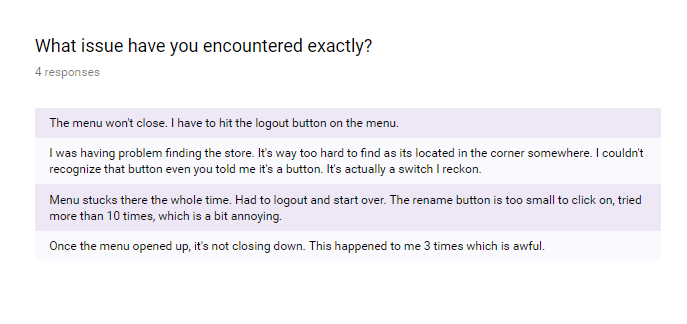 What issue have you encountered exactly?
4 responses
The menu won't close. I have to hit the logout button on the menu.
I was having problem finding the store. It's way too hard to find as its located in the corner somewhere. I couldn't
recognize that button even you told me it's a button. It's actually a switch I reckon.
Menu stucks there the whole time. Had to logout and start over. The rename button is too small to click on, tried
more than 10 times, which is a bit annoying.
Once the menu opened up, it's not closing down. This happened to me 3 times which is awful.